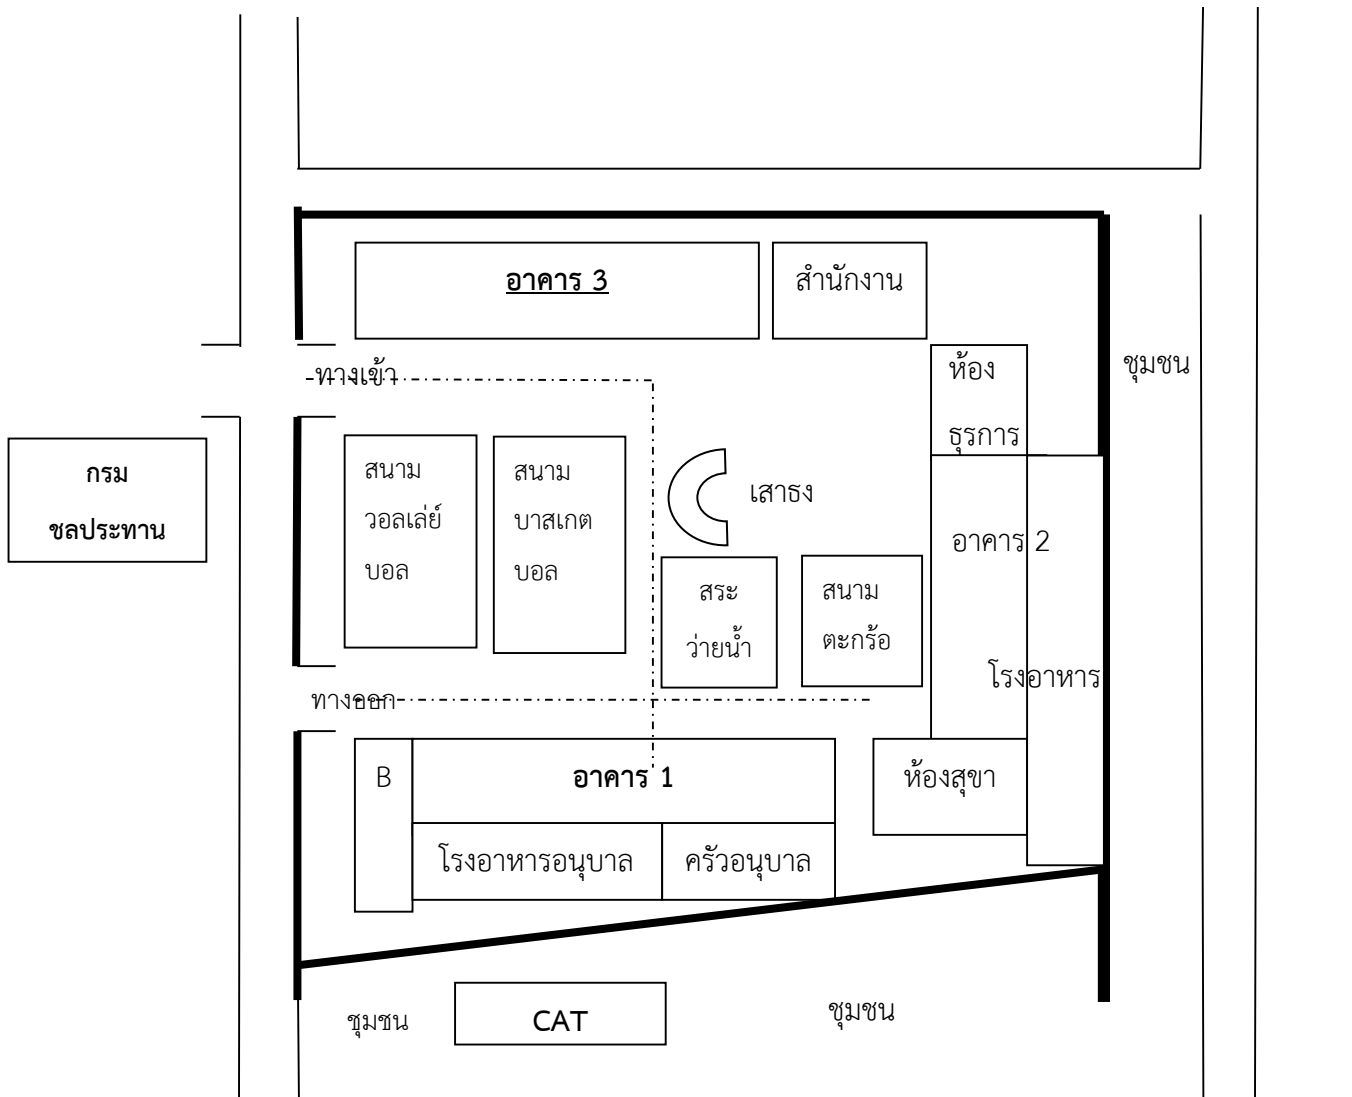 อาคาร 3
สำนักงาน
ชุมชน
ห้อง
ธุรการ
ทางเข้า
กรม
ชลประทาน
สนาม
วอลเล่ย์
บอล
สนาม
บาสเกต
บอล
เสาธง
อาคาร 2
สระ
ว่ายน้ำ
สนาม
ตะกร้อ
โรงอาหาร
ทางออก
B
อาคาร 1
ห้องสุขา
โรงอาหารอนุบาล
ครัวอนุบาล
ชุมชน
CAT
ชุมชน